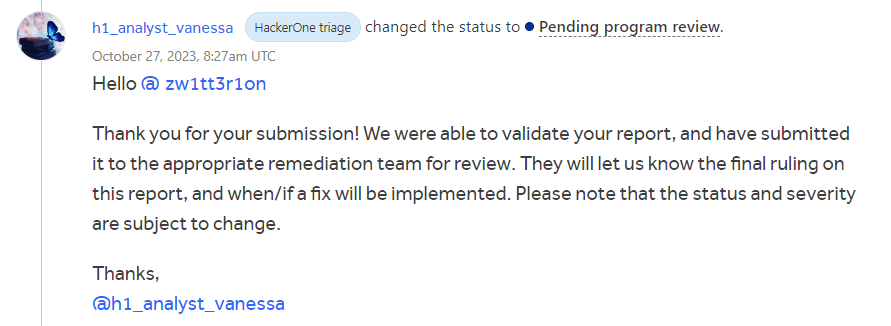 h1_analyst_vanessa HackerOne triage changed the status to Pending program review.
October 27, 2023, 8:27am UTC
Hello @ zw1tt3r1on
Thank you for your submission! We were able to validate your report, and have submitted
it to the appropriate remediation team for review. They will let us know the final ruling on
this report, and when/if a fix will be implemented. Please note that the status and severity
are subject to change.
Thanks,
@h1_analyst_vanessa